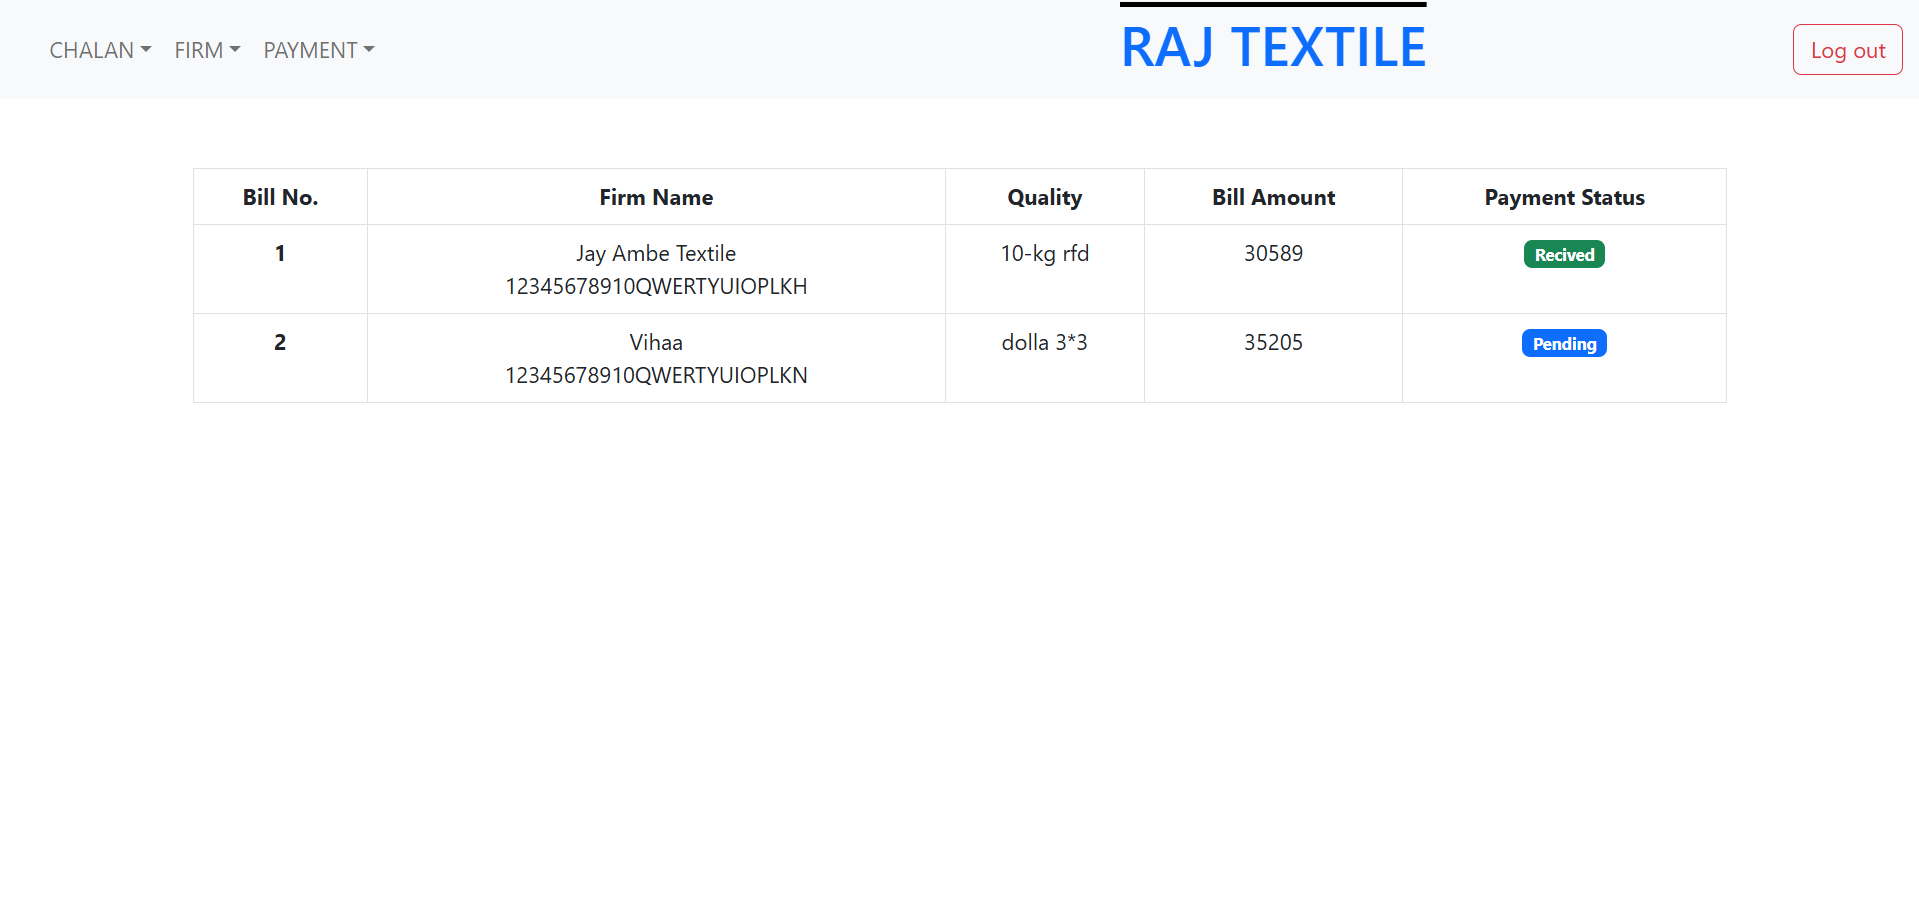 CHALAN FIRM PAYMENT RAJ TEXTILE Log out
Bill No. Firm Name Quality Bill Amount Payment Status
1 Jay Ambe Textile 10-kg rfd 30589 Recived
12345678910QWERTYUIOPLKH
2 Vihaa dolla 3*3 35205 Pending
12345678910QWERTYUIOPLKN